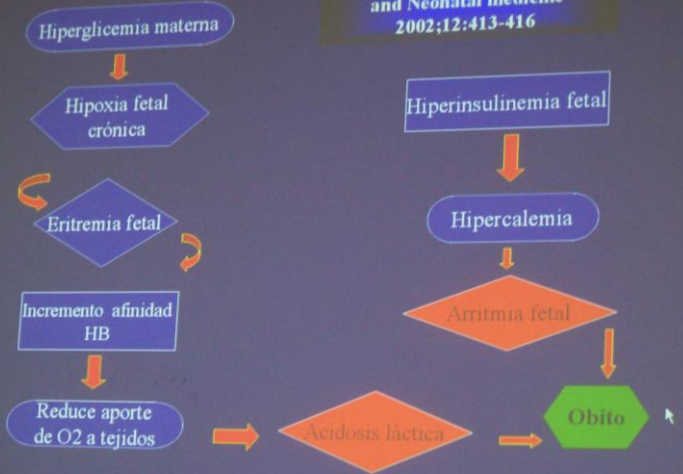 and Neonatal medicine
2002;12:413-416
Hiperglicemia materna
Hipoxia fetal
crónica
Eritremia fetal
Incremento afinidad
HB
Reduce aporte
de O2 a tejidos
Acidosis láctica
Hiperinsulinemia fetal
Hipercalemia
Arritmia fetal
Obito